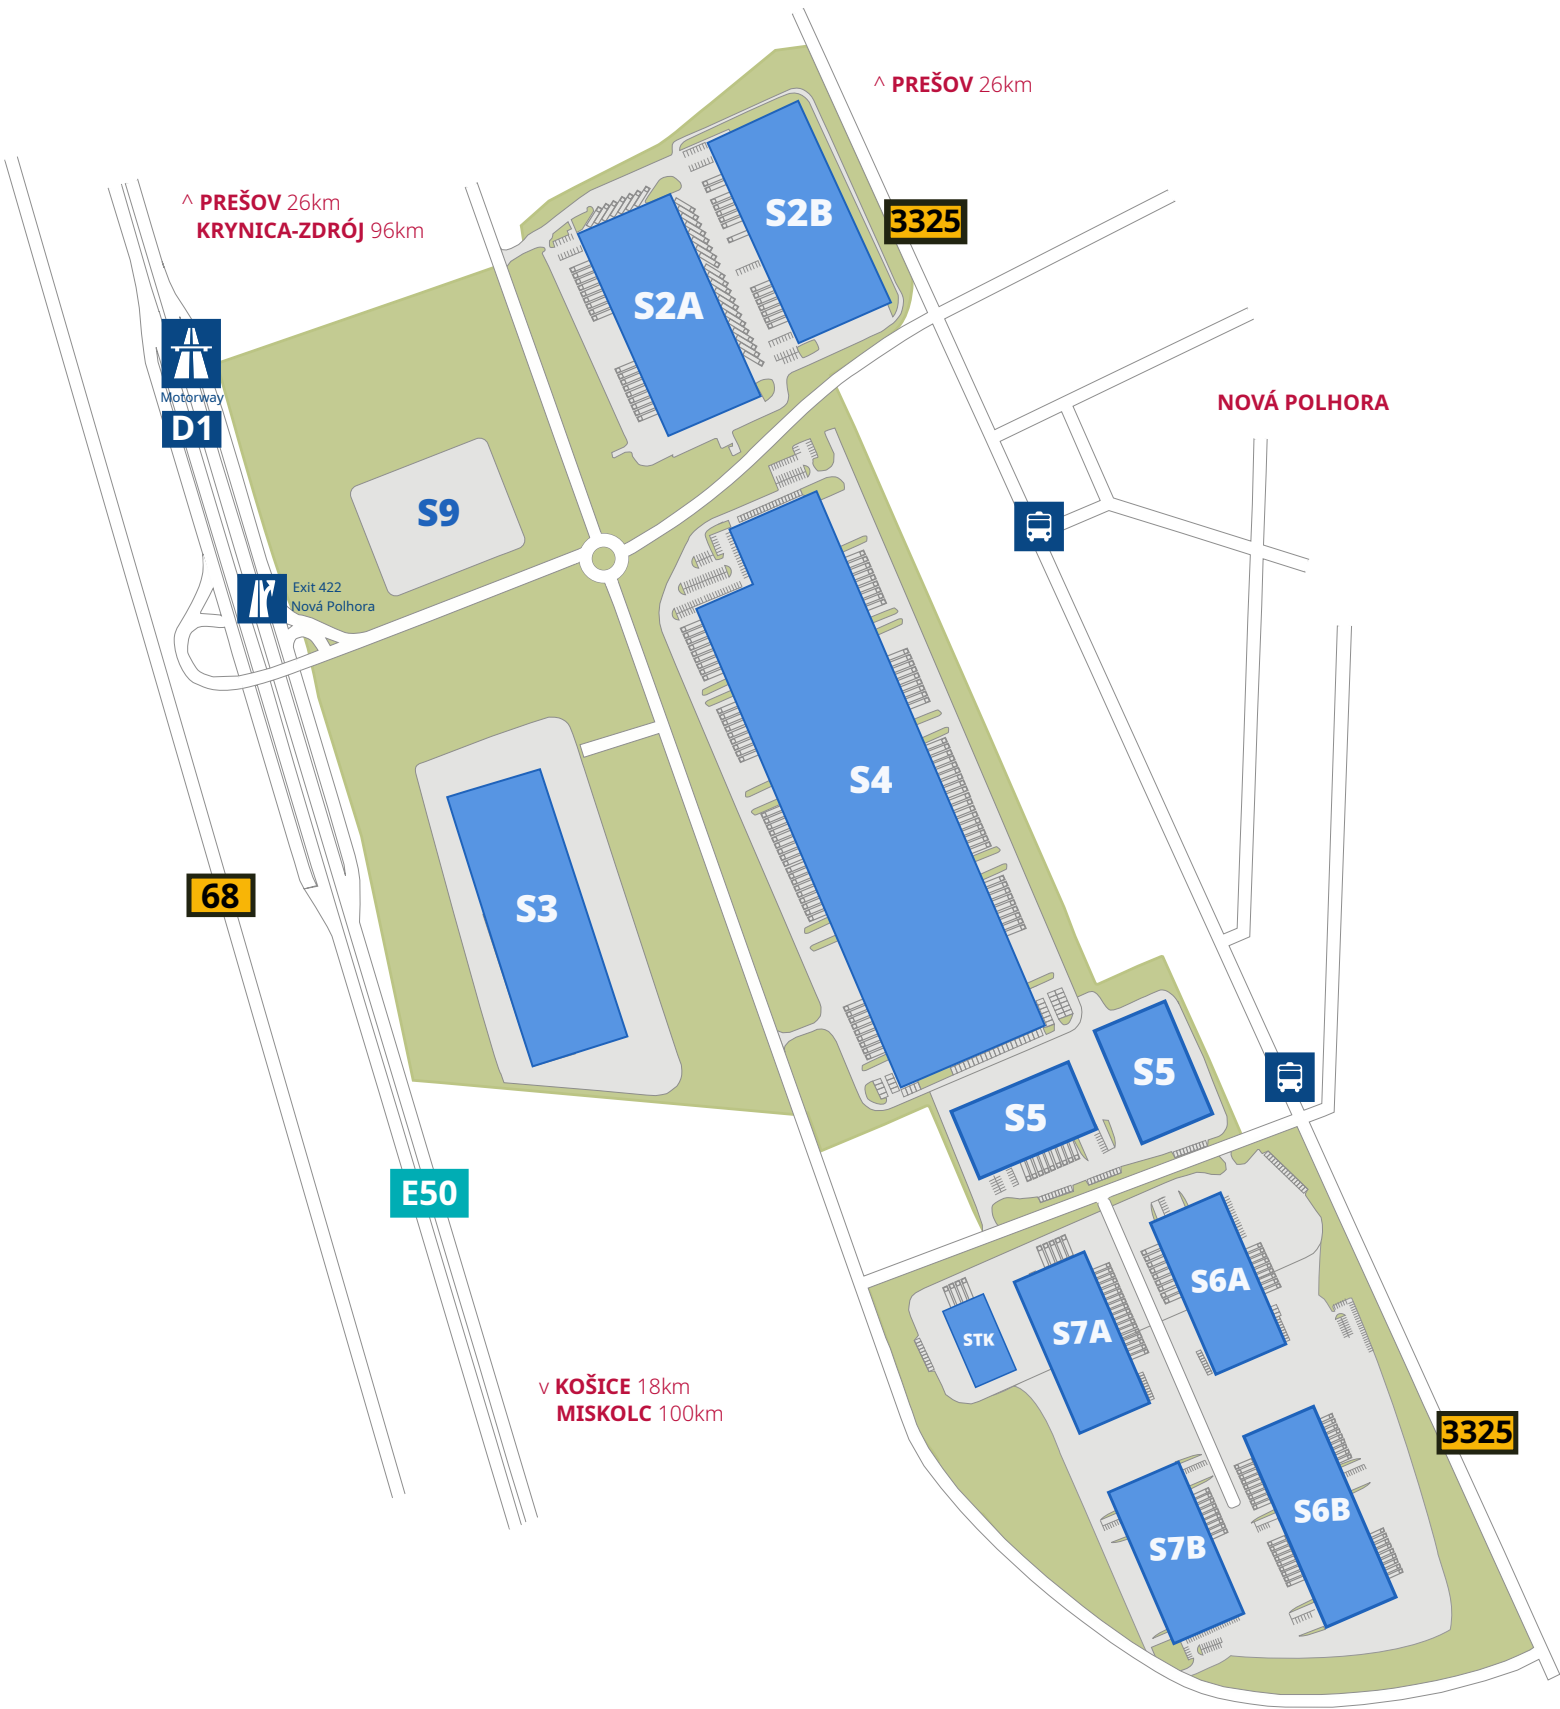 ^ PREŠOV 26km
^ PREŠOV 26km
KRYNICA-ZDRÓJ 96km
S2B
3325
S2A
Motorway
D1
NOVÁ POLHORA
S9
Exit 422
Nová Polhora
S4
68
S3
S5
S5
E50
S6A
S7A
STK
v KOŠICE 18km
MISKOLC 100km
3325
S6B
S7B